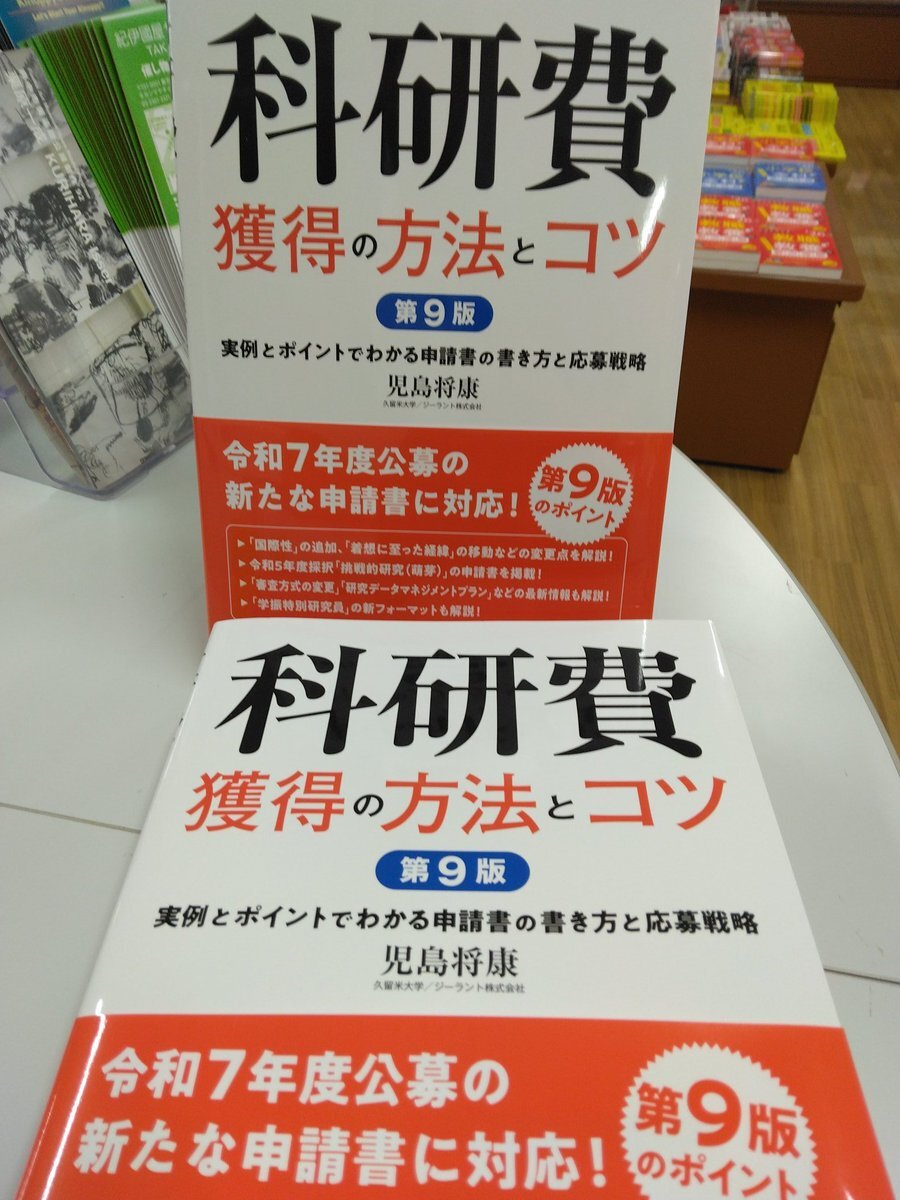 紀伊國屋
KURIHARA
科研費
獲得の方法とコツ
第9版
実例とポイントでわかる申請書の書き方と応募戦略
児島将康
久留米大学／ジーラント株式会社
令和7年度公募の
新たな申請書に対応！
第9版
のポイント
▶「国際性」の追加、「着想に至った経緯」の移動などの変更点を解説！
▶令和5年度採択「挑戦的研究（萌芽）」の申請書を掲載！
▶「審査方式の変更」「研究データマネジメントプラン」などの最新情報も解説！
▶「学振特別研究員」の新フォーマットも解説！
科研費
獲得の方法とコツ
第9版
実例とポイントでわかる申請書の書き方と応募戦略
児島将康
久留米大学／ジーラント株式会社
令和7年度公募の
新たな申請書に対応！
第9版
のポイント